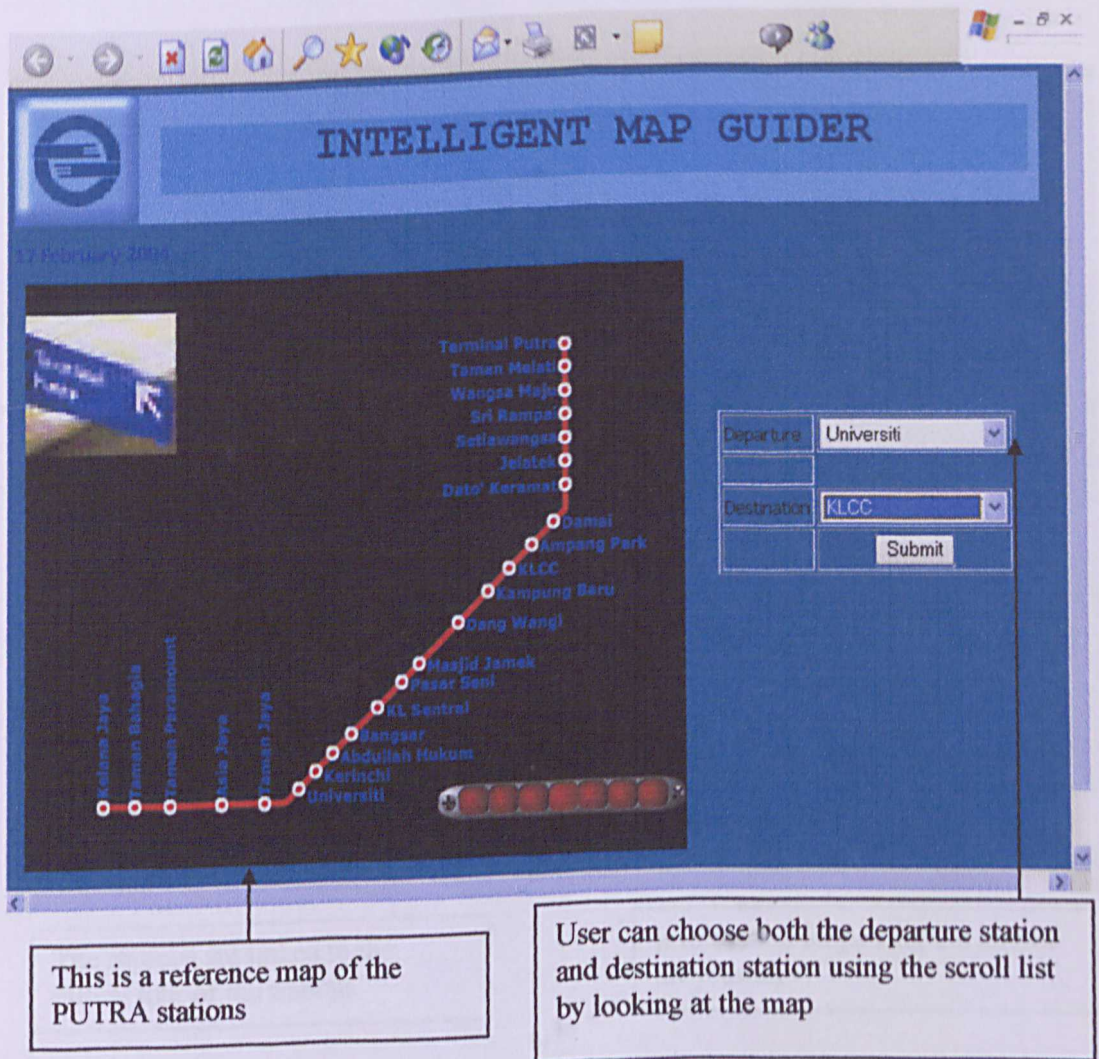 INTELLIGENT MAP GUIDER
17 February 2004
Terminal Putra
Taman Melati
Wangsa Maju
Sri Rampai
Setiawangsa
Jelatek
Dato' Keramat
Damai
Ampang Park
KLCC
Kampung Baru
Dang Wangi
Masjid Jamek
Pasar Seni
KL Sentral
Bangsar
Abdullah Hukum
Kerinchi
Universiti
Kelana Jaya
Taman Bahagia
Taman Paramount
Asia Jaya
Taman Jaya
Departure Universiti
Destination KLCC
Submit
This is a reference map of the
PUTRA stations
User can choose both the departure station
and destination station using the scroll list
by looking at the map